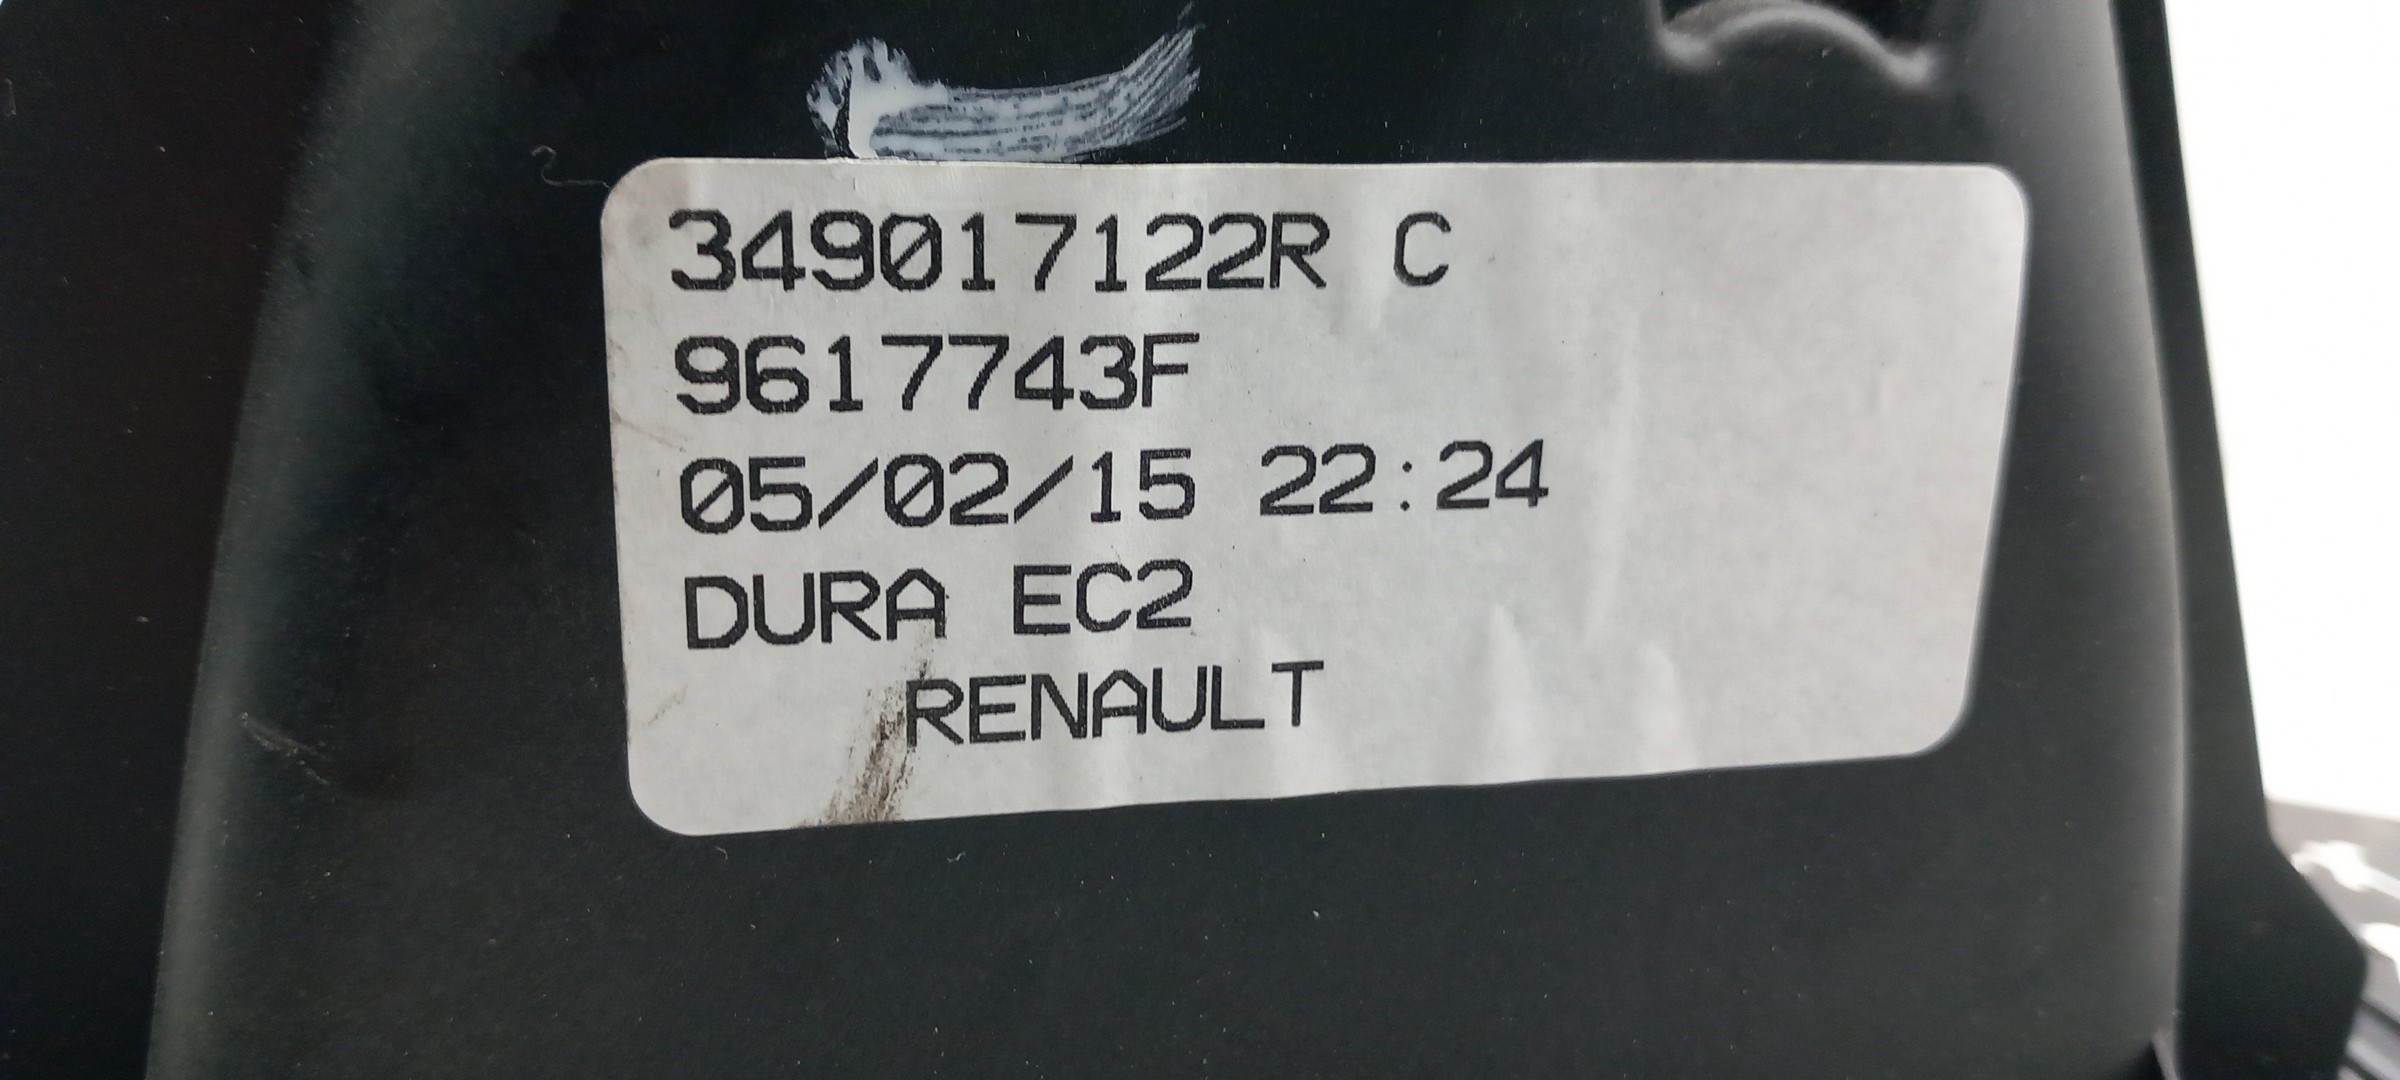 349017122R C
9617743F
05/02/15 22:24
DURA EC2
RENAULT